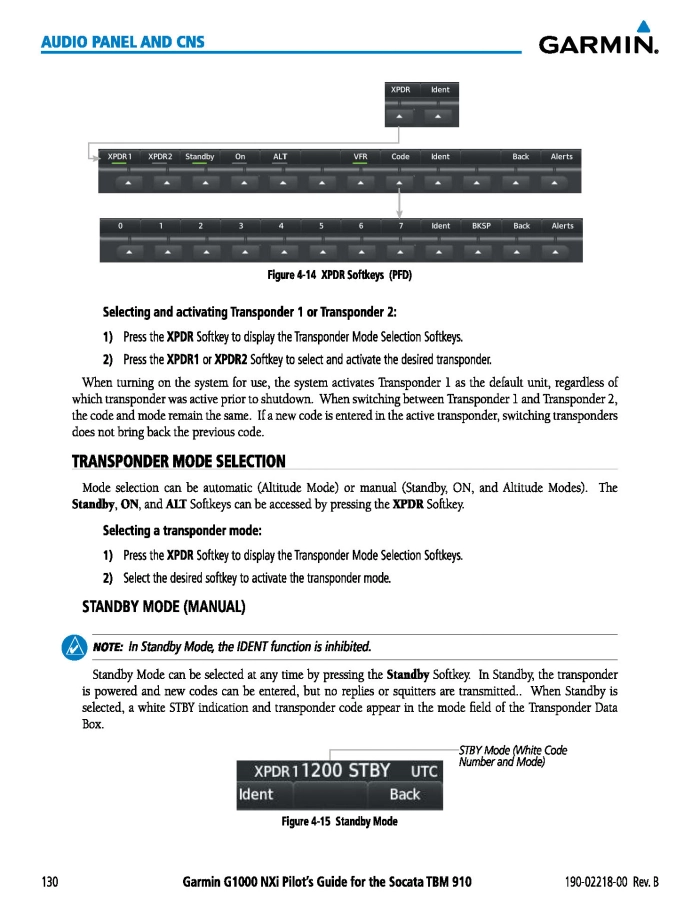 AUDIO PANEL AND CNS
GARMIN
XPDR Ident
XPDR1 XPDR2 Standby On ALT VFR Code Ident Back Alerts
0 1 2 3 4 5 6 7 Ident BKSP Back Alerts
Figure 4-14 XPDR Softkeys (PFD)
Selecting and activating Transponder 1 or Transponder 2:
1) Press the XPDR Softkey to display the Transponder Mode Selection Softkeys.
2) Press the XPDR1 or XPDR2 Softkey to select and activate the desired transponder.
When turning on the system for use, the system activates Transponder 1 as the default unit, regardless of
which transponder was active prior to shutdown. When switching between Transponder 1 and Transponder 2,
the code and mode remain the same. If a new code is entered in the active transponder, switching transponders
does not bring back the previous code.
TRANSPONDER MODE SELECTION
Mode selection can be automatic (Altitude Mode) or manual (Standby, ON, and Altitude Modes). The
Standby, ON, and ALT Softkeys can be accessed by pressing the XPDR Softkey.
Selecting a transponder mode:
1) Press the XPDR Softkey to display the Transponder Mode Selection Softkeys.
2) Select the desired softkey to activate the transponder mode.
STANDBY MODE (MANUAL)
NOTE: In Standby Mode, the IDENT function is inhibited.
Standby Mode can be selected at any time by pressing the Standby Softkey. In Standby, the transponder
is powered and new codes can be entered, but no replies or squitters are transmitted.. When Standby is
selected, a white STBY indication and transponder code appear in the mode field of the Transponder Data
Box.
STBY Mode (White Code
Number and Mode)
XPDR1 1200 STBY UTC
Ident Back
Figure 4-15 Standby Mode
130 Garmin G1000 NXi Pilot's Guide for the Socata TBM 910 190-02218-00 Rev. B